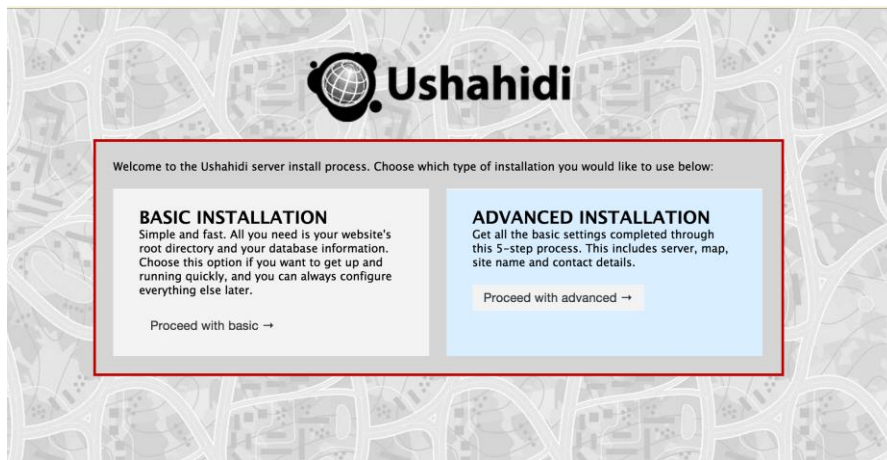 Ushahidi
Welcome to the Ushahidi server install process. Choose which type of installation you would like to use below:
BASIC INSTALLATION
Simple and fast. All you need is your website's
root directory and your database information.
Choose this option if you want to get up and
running quickly, and you can always configure
everything else later.
Proceed with basic →
ADVANCED INSTALLATION
Get all the basic settings completed through
this 5-step process. This includes server, map,
site name and contact details.
Proceed with advanced →